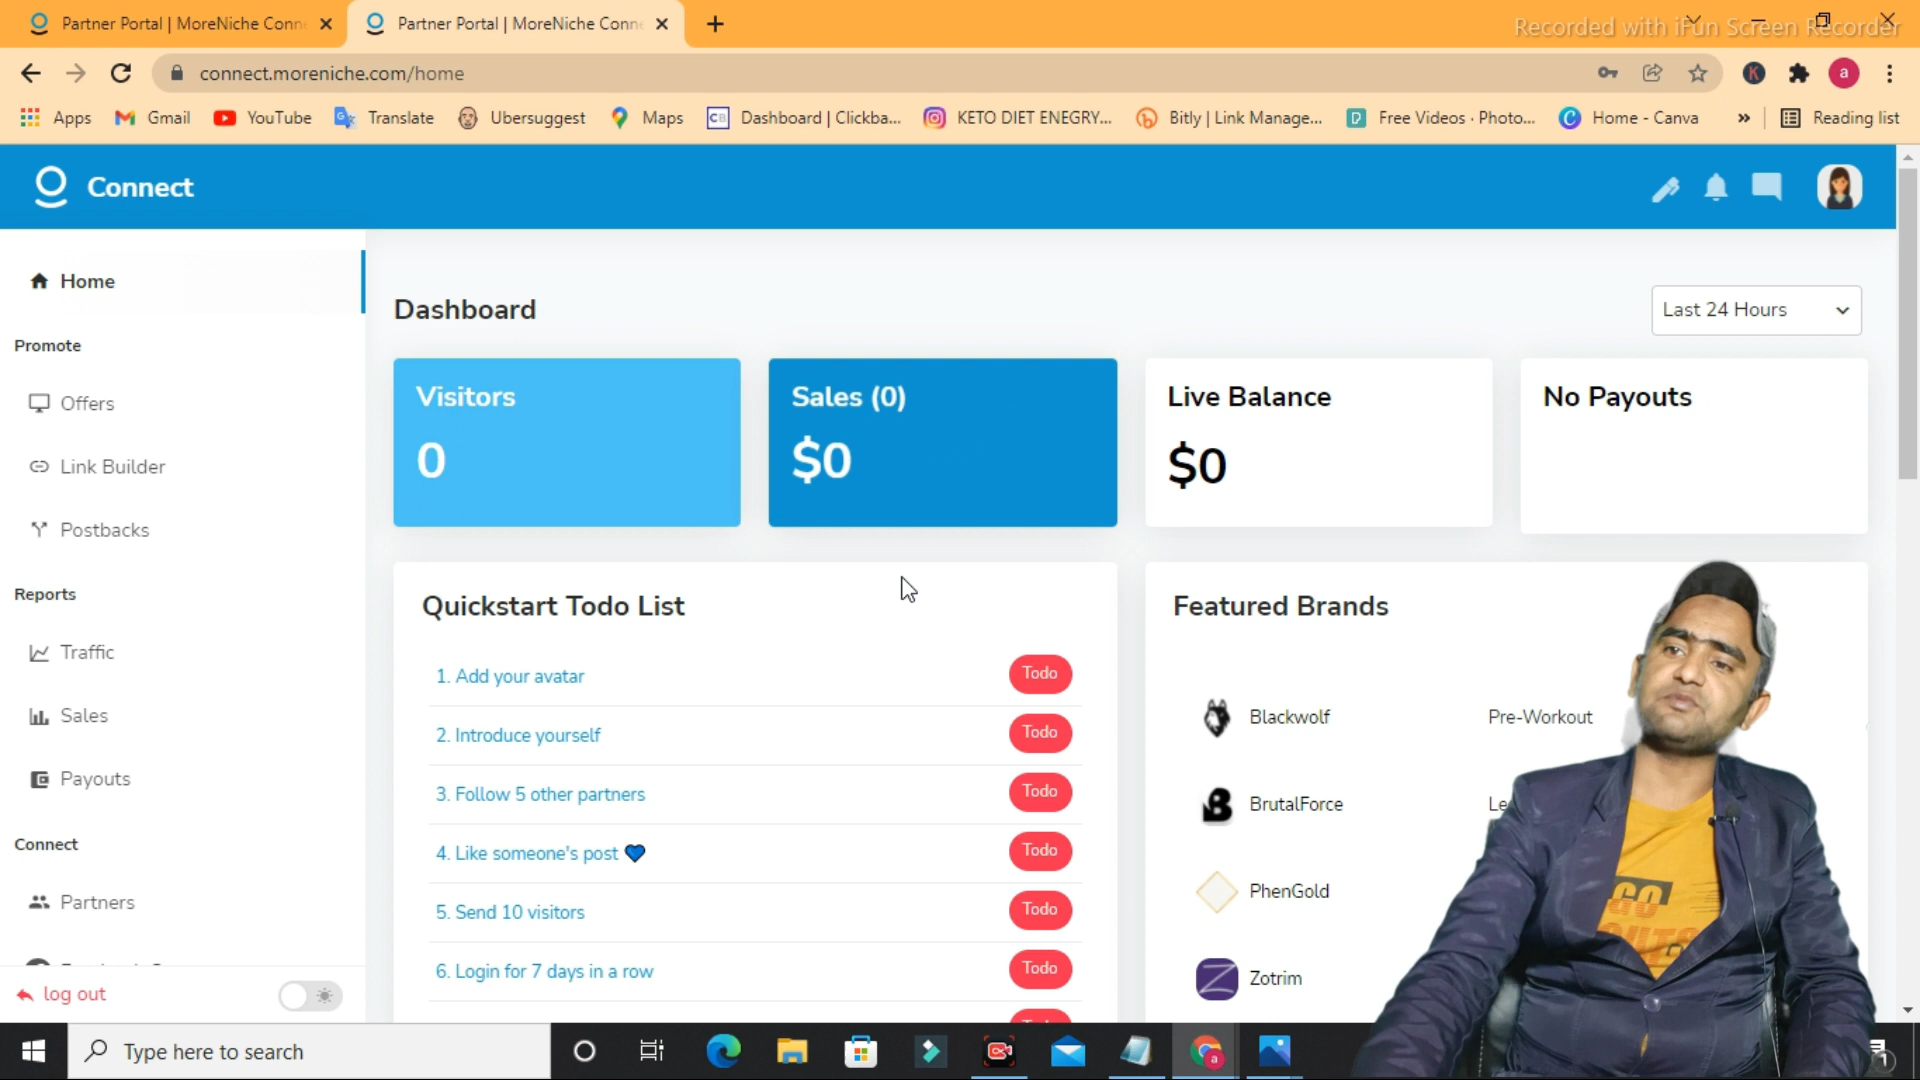 Partner Portal | MoreNiche Conn
Partner Portal | MoreNiche Conn
Recorded with iFun Screen Recorder
connect.moreniche.com/home
K
a
Apps
Gmail
YouTube
Translate
Ubersuggest
Maps
CB
Dashboard | Clickba...
KETO DIET ENEGRY...
Bitly | Link Manage...
Free Videos · Photo...
Home - Canva
Reading list
Connect
Home
Promote
Offers
Link Builder
Postbacks
Reports
Traffic
Sales
Payouts
Connect
Partners
log out
Dashboard
Last 24 Hours
Visitors
0
Sales (0)
$0
Live Balance
$0
No Payouts
Quickstart Todo List
1. Add your avatar
Todo
2. Introduce yourself
Todo
3. Follow 5 other partners
Todo
4. Like someone's post 💙
Todo
5. Send 10 visitors
Todo
6. Login for 7 days in a row
Todo
Featured Brands
Blackwolf
Pre-Workout
BrutalForce
PhenGold
Zotrim
GO
Type here to search
a
1